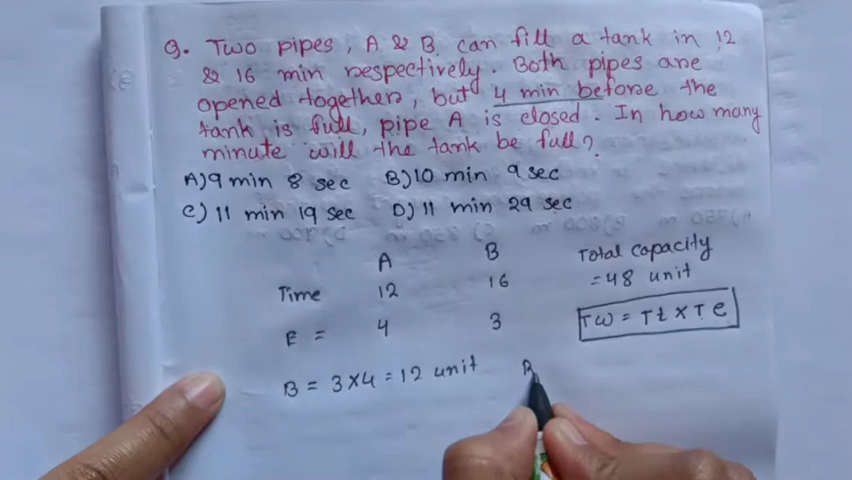 Q. Two pipes, A & B, can fill a tank in 12
& 16 min respectively. Both pipes are
opened together, but 4 min before the
tank is full, pipe A is closed. In how many
minute will the tank be full?
A) 9 min 8 sec B) 10 min 9 sec
C) 11 min 19 sec D) 11 min 29 sec
A B Total capacity
= 48 unit
Time 12 16
TW = Tt x TE
E = 4 3
B = 3 x 4 = 12 unit